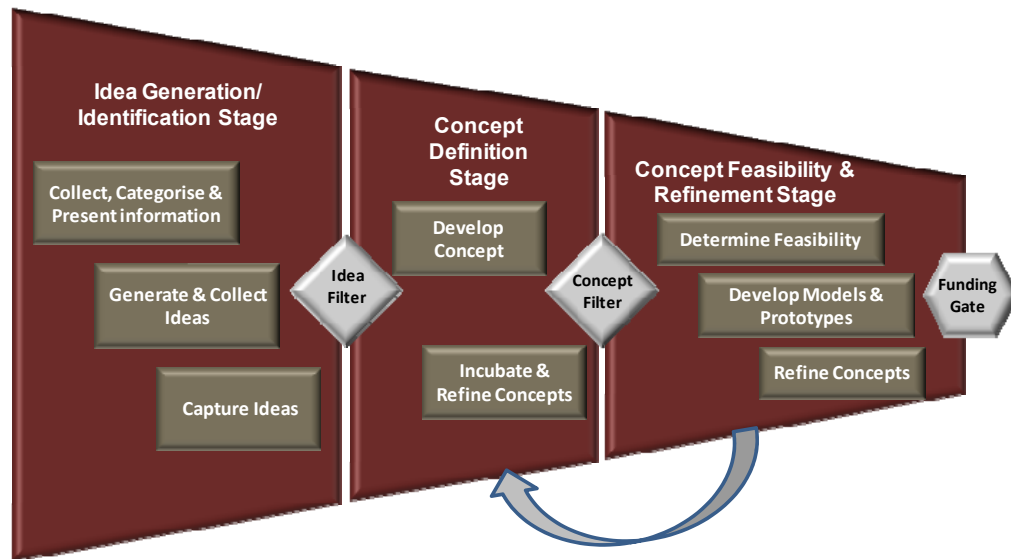 Idea Generation/
Identification Stage
Collect, Categorise &
Present information
Generate & Collect
Ideas
Capture Ideas
Idea
Filter
Concept
Definition
Stage
Develop
Concept
Incubate &
Refine Concepts
Concept
Filter
Concept Feasibility &
Refinement Stage
Determine Feasibility
Develop Models &
Prototypes
Refine Concepts
Funding
Gate